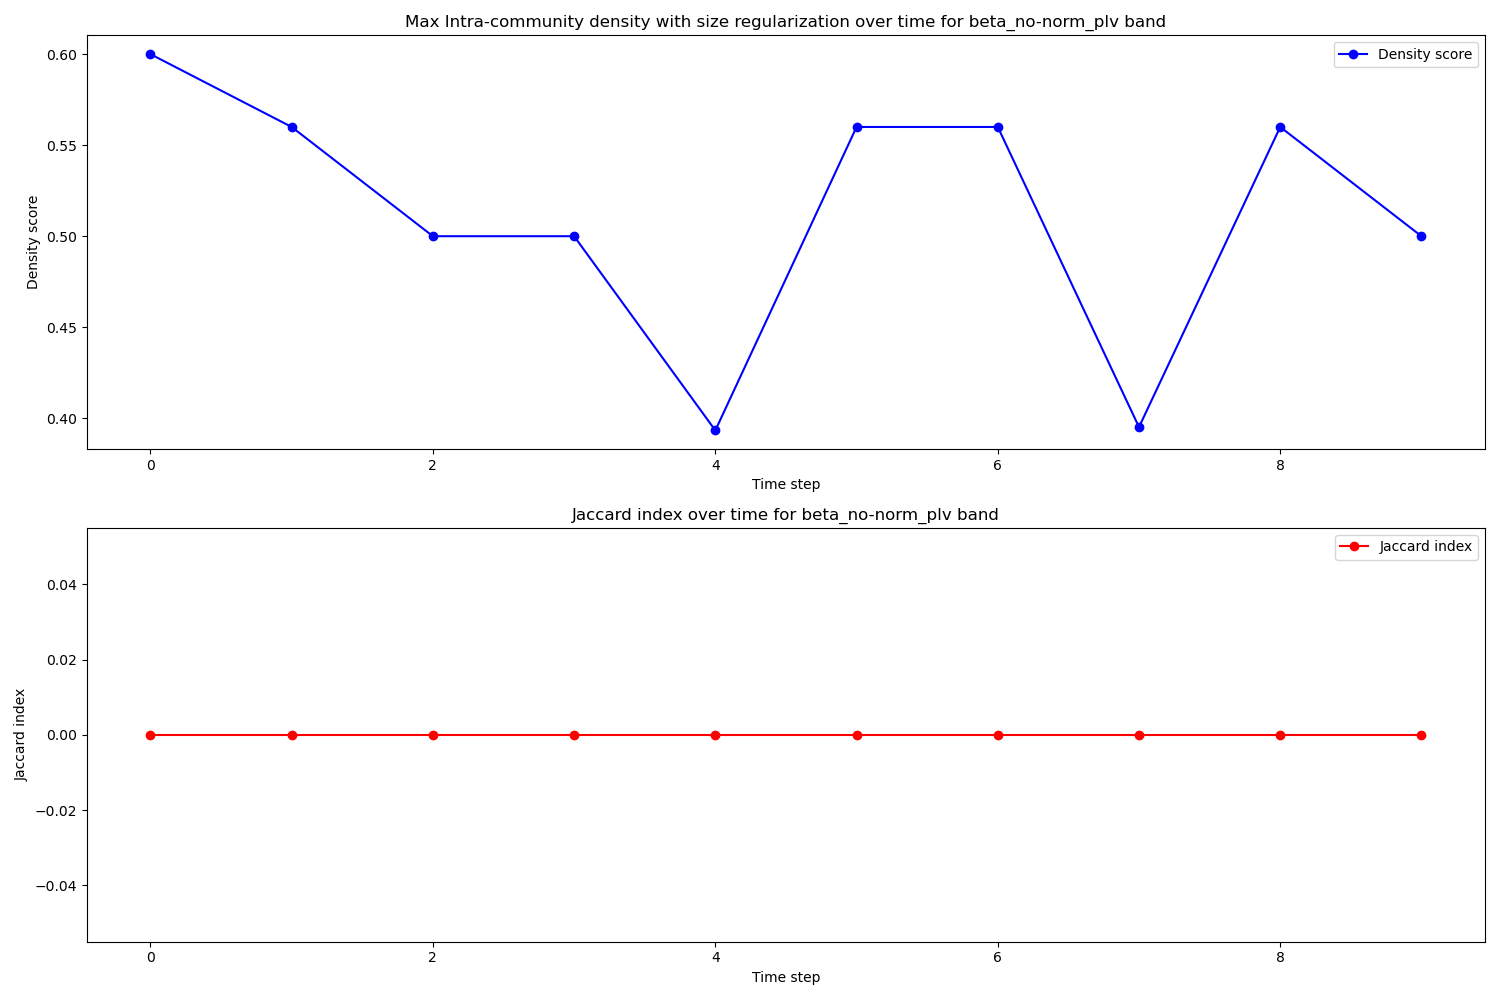 Max Intra-community density with size regularization over time for beta_no-norm_plv band
Density score
0.60
0.55
0.50
0.45
0.40
Density score
0 2 4 6 8
Time step
Jaccard index over time for beta_no-norm_plv band
Jaccard index
0.04
0.02
0.00
−0.02
−0.04
Jaccard index
0 2 4 6 8
Time step